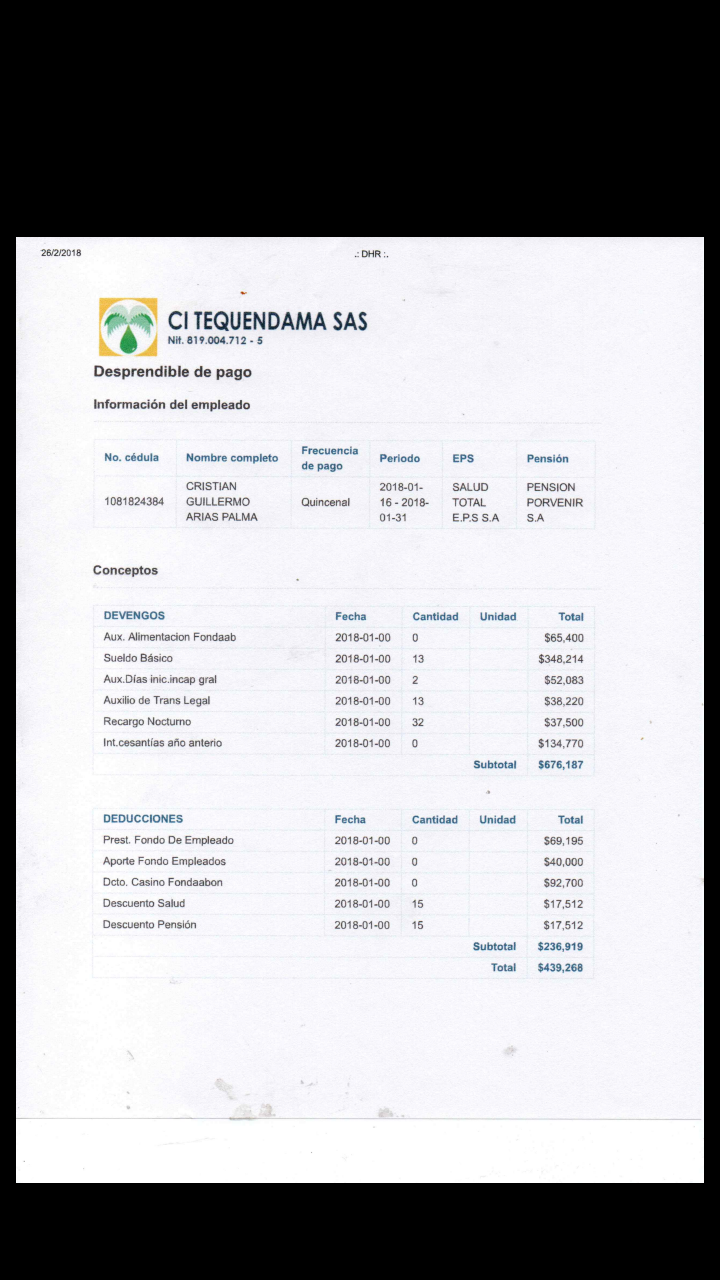 26/2/2018 .: DHR :.
CI TEQUENDAMA SAS
Nit. 819.004.712 - 5
Desprendible de pago
Información del empleado
No. cédula Nombre completo Frecuencia de pago Periodo EPS Pensión
1081824384 CRISTIAN GUILLERMO ARIAS PALMA Quincenal 2018-01-16 - 2018-01-31 SALUD TOTAL E.P.S S.A PENSION PORVENIR S.A
Conceptos
DEVENGOS Fecha Cantidad Unidad Total
Aux. Alimentacion Fondaab 2018-01-00 0 $65,400
Sueldo Básico 2018-01-00 13 $348,214
Aux.Días inic.incap gral 2018-01-00 2 $52,083
Auxilio de Trans Legal 2018-01-00 13 $38,220
Recargo Nocturno 2018-01-00 32 $37,500
Int.cesantías año anterio 2018-01-00 0 $134,770
Subtotal $676,187
DEDUCCIONES Fecha Cantidad Unidad Total
Prest. Fondo De Empleado 2018-01-00 0 $69,195
Aporte Fondo Empleados 2018-01-00 0 $40,000
Dcto. Casino Fondaabon 2018-01-00 0 $92,700
Descuento Salud 2018-01-00 15 $17,512
Descuento Pensión 2018-01-00 15 $17,512
Subtotal $236,919
Total $439,268